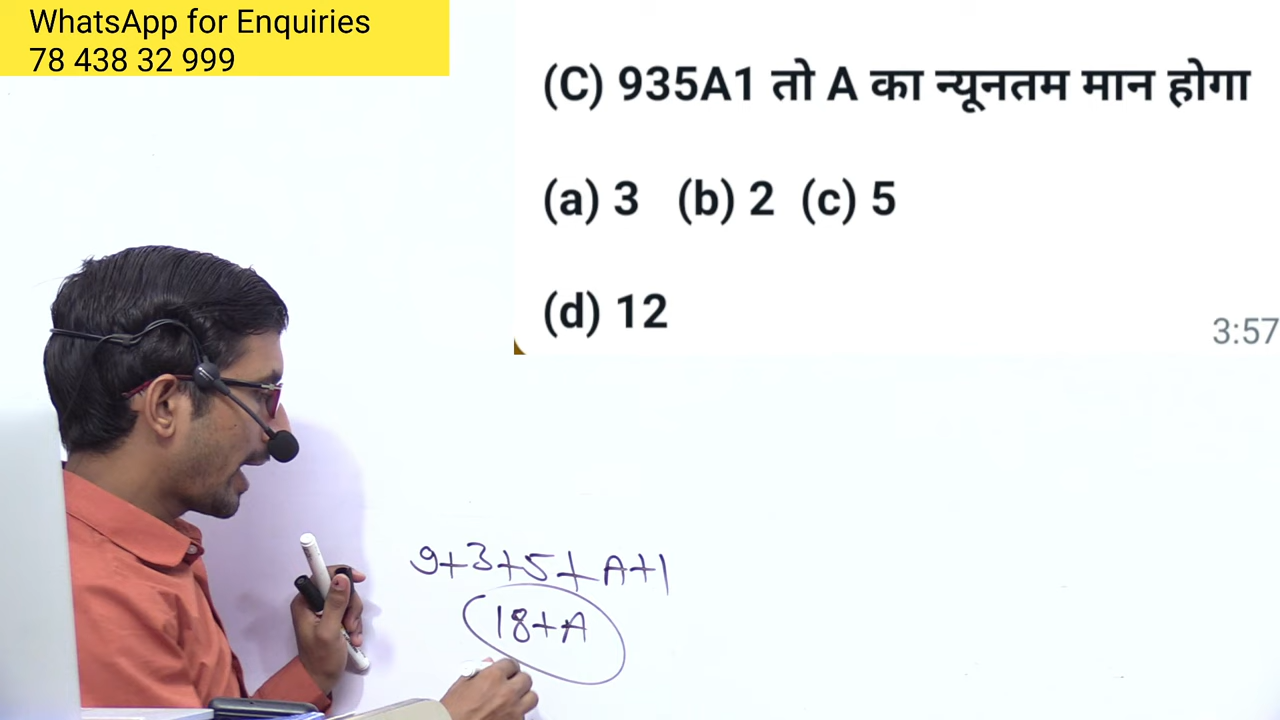 WhatsApp for Enquiries
78 438 32 999
(C) 935A1 तो A का न्यूनतम मान होगा
(a) 3 (b) 2 (c) 5
(d) 12
3:57
9+3+5+A+1
18+A